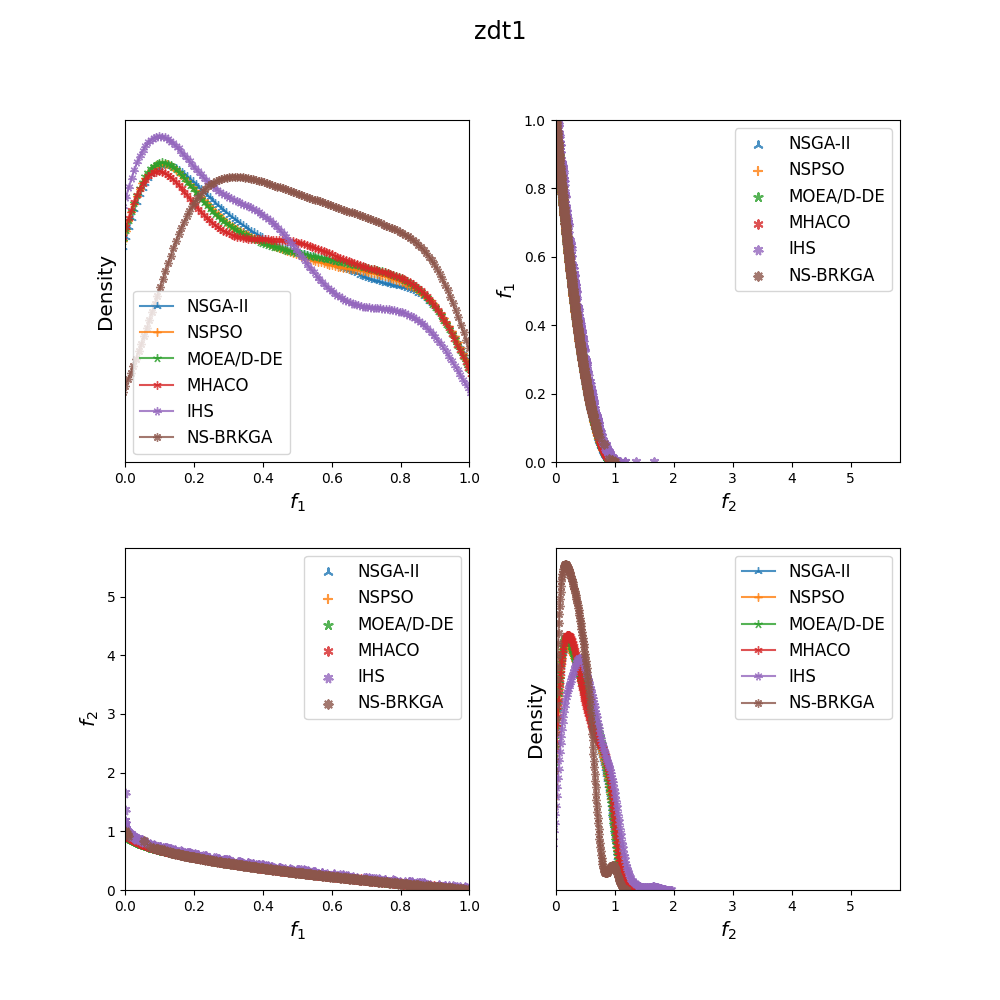 zdt1
Density
NSGA-II
NSPSO
MOEA/D-DE
MHACO
IHS
NS-BRKGA
0.0 0.2 0.4 0.6 0.8 1.0
f1
f1
1.0
0.8
0.6
0.4
0.2
0.0
NSGA-II
NSPSO
MOEA/D-DE
MHACO
IHS
NS-BRKGA
0 1 2 3 4 5
f2
f2
5
4
3
2
1
0
NSGA-II
NSPSO
MOEA/D-DE
MHACO
IHS
NS-BRKGA
0.0 0.2 0.4 0.6 0.8 1.0
f1
Density
NSGA-II
NSPSO
MOEA/D-DE
MHACO
IHS
NS-BRKGA
0 1 2 3 4 5
f2